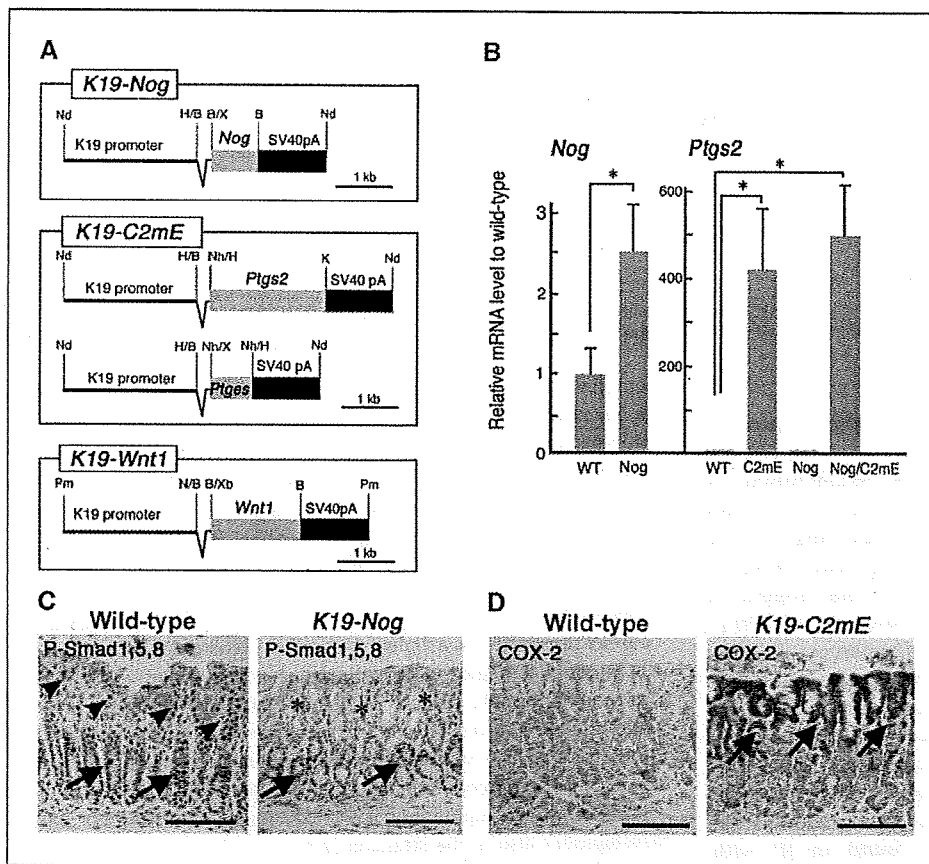 A
K19-Nog
Nd H/B B/X B Nd
K19 promoter Nog SV40pA
1 kb
K19-C2mE
Nd H/B Nh/H K Nd
K19 promoter Ptgs2 SV40 pA
Nd H/B Nh/X Nh/H Nd
K19 promoter Ptges SV40 pA
1 kb
K19-Wnt1
Pm N/B B/Xb B Pm
K19 promoter Wnt1 SV40pA
1 kb
B
Nog Ptgs2
Relative mRNA level to wild-type
* * *
3
2
1
0
600
400
200
0
WT Nog WT C2mE Nog Nog/C2mE
C
Wild-type K19-Nog
P-Smad1,5,8 P-Smad1,5,8
* * *
D
Wild-type K19-C2mE
COX-2 COX-2